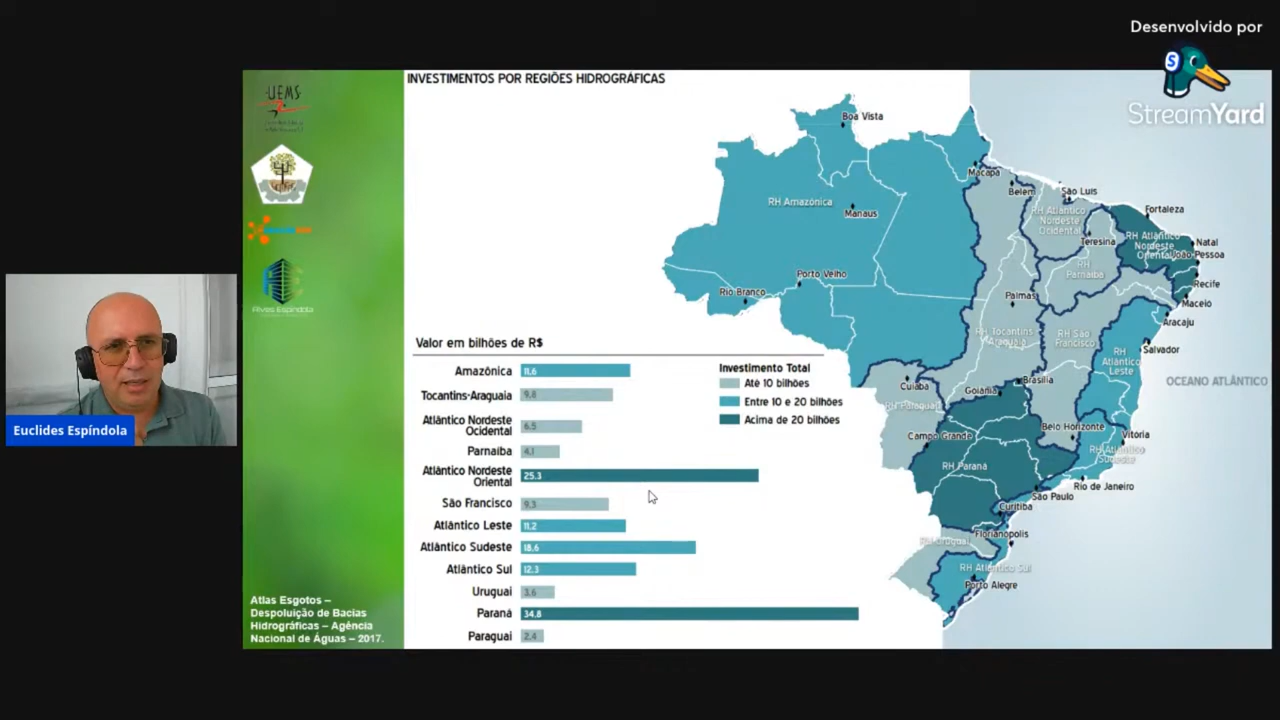 Desenvolvido por
StreamYard
UEMS
INVESTIMENTOS POR REGIÕES HIDROGRÁFICAS
Boa Vista
Macapá
Belém
São Luis
RH Amazônica
Manaus
RH Atlântico
Nordeste
Ocidental
Fortaleza
Teresina
RH Atlântico
Nordeste
Oriental
Natal
João Pessoa
RH
Parnaíba
Recife
Porto Velho
Rio Branco
Palmas
Maceio
Aracaju
RH Tocantins
Araguaia
RH São
Francisco
RH
Atlântico
Leste
Salvador
OCEANO ATLÂNTICO
Cuiabá
Goiânia
Brasília
RH Paraguai
Campo Grande
Belo Horizonte
Vitória
RH Atlântico
Sudeste
RH Paraná
Rio de Janeiro
São Paulo
Curitiba
RH Uruguai
Florianopolis
RH Atlântico Sul
Porto Alegre
Alves Espíndola
Valor em bilhões de R$
Amazônica 11.6
Tocantins-Araguaia 9.8
Atlântico Nordeste
Ocidental 6.5
Parnaíba 4.1
Atlântico Nordeste
Oriental 25.3
São Francisco 9.3
Atlântico Leste 11.2
Atlântico Sudeste 18.6
Atlântico Sul 12.3
Uruguai 3.6
Paraná 34.8
Paraguai 2.4
Investimento Total
Até 10 bilhões
Entre 10 e 20 bilhões
Acima de 20 bilhões
Euclides Espíndola
Atlas Esgotos –
Despoluição de Bacias
Hidrográficas – Agência
Nacional de Águas – 2017.